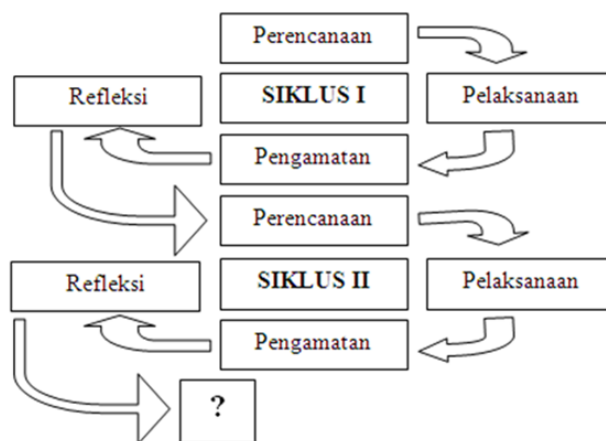 Perencanaan
Refleksi
SIKLUS I
Pelaksanaan
Pengamatan
Perencanaan
Refleksi
SIKLUS II
Pelaksanaan
Pengamatan
?